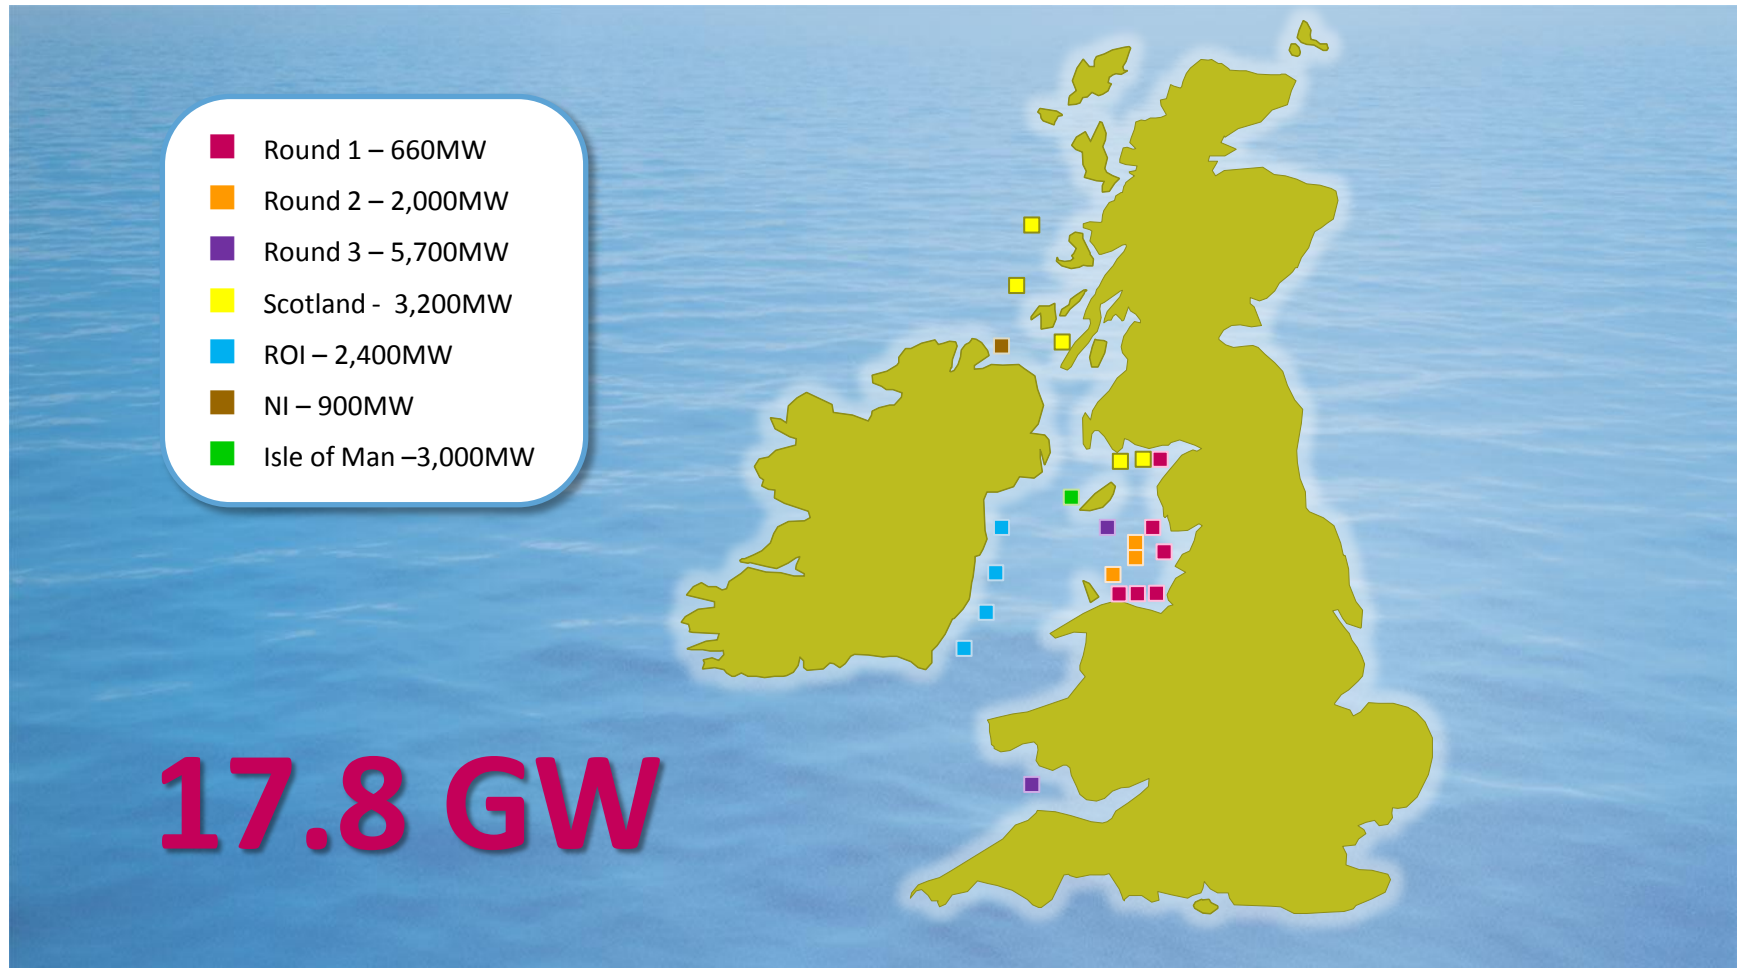 Round 1 – 660MW
Round 2 – 2,000MW
Round 3 – 5,700MW
Scotland -  3,200MW
ROI – 2,400MW
NI – 900MW
Isle of Man –3,000MW
17.8 GW